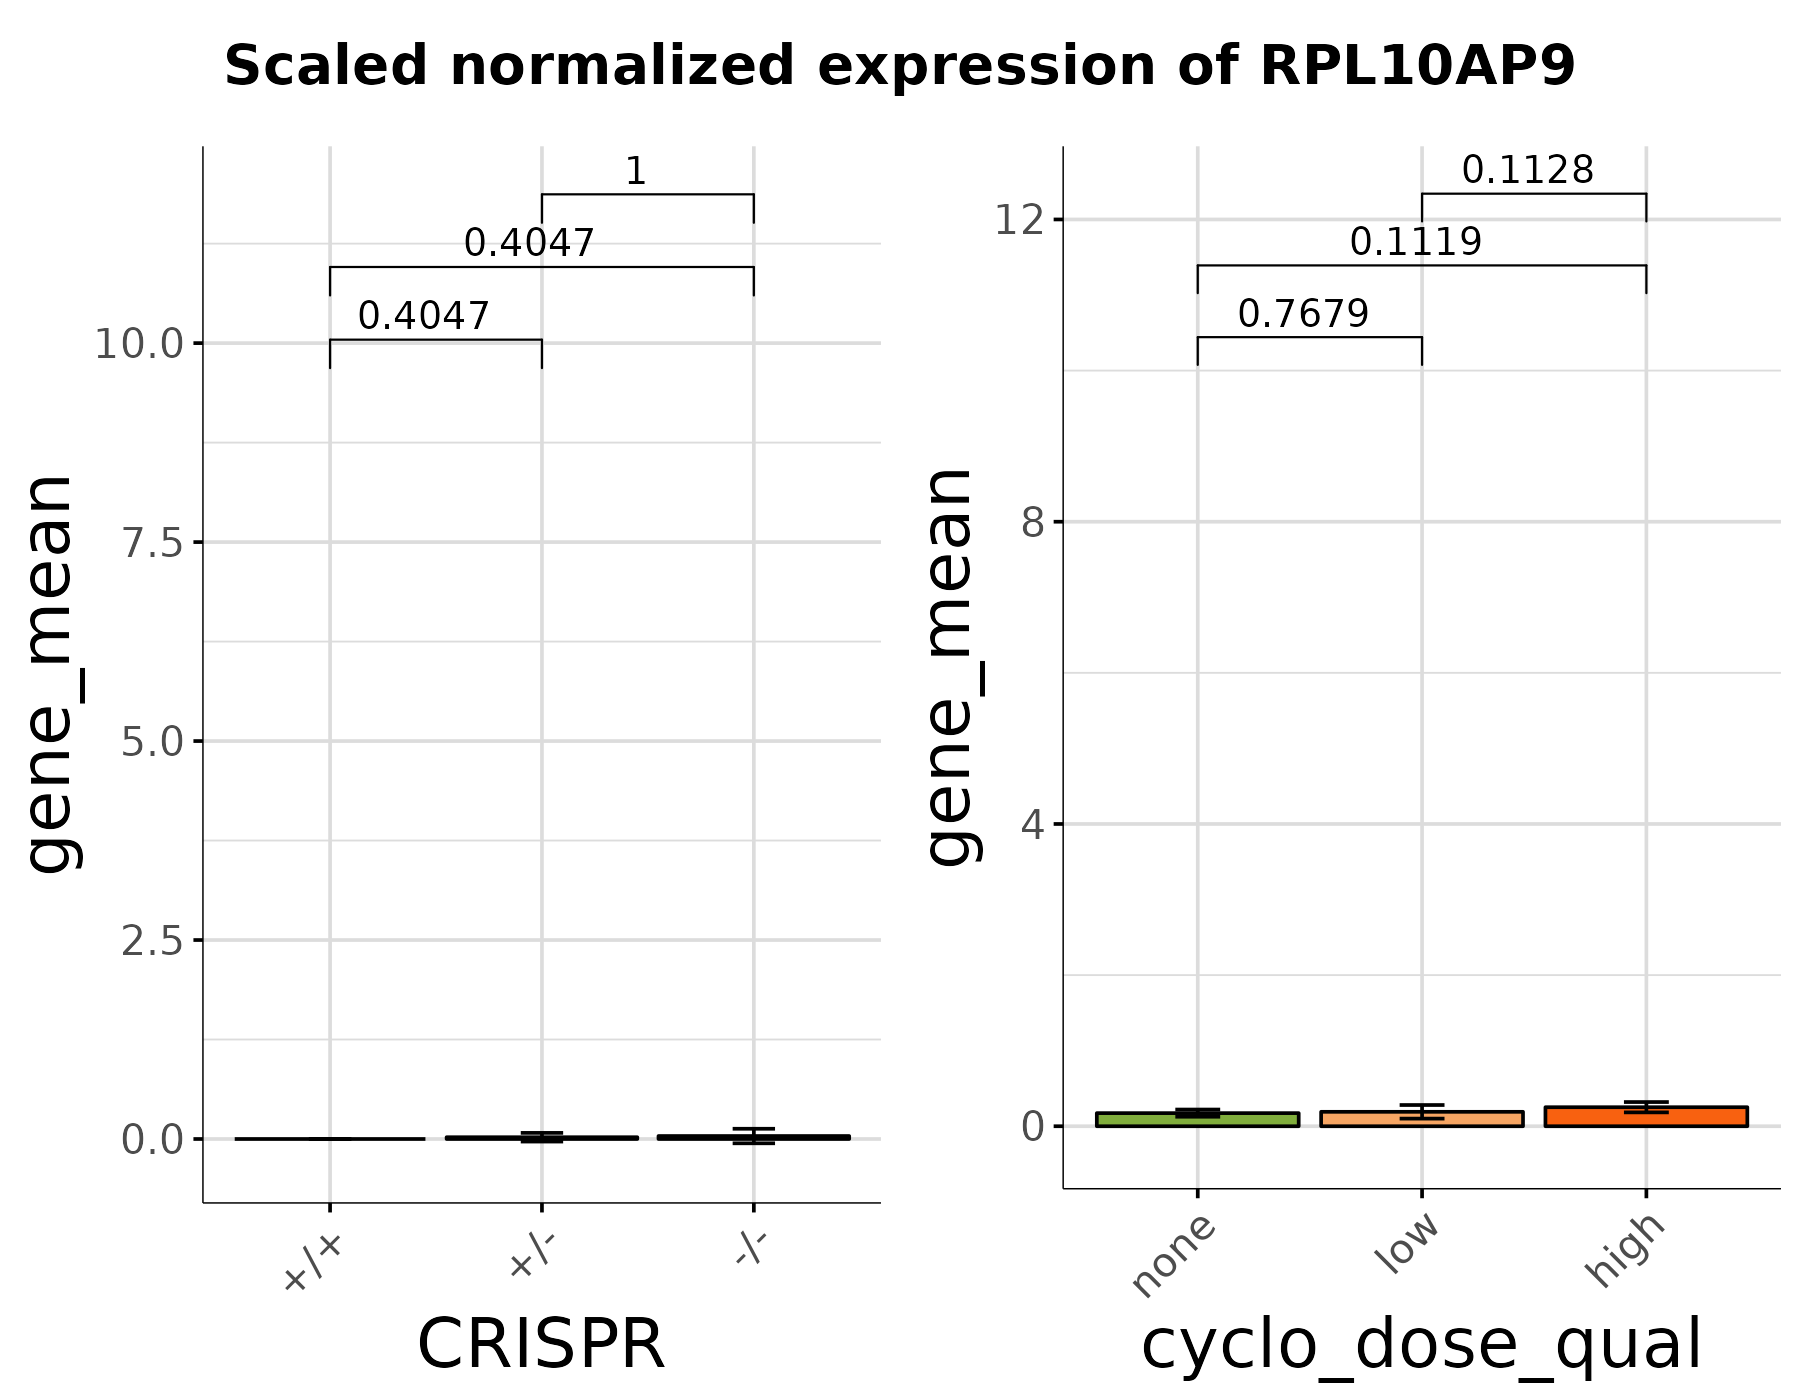 Scaled normalized expression of RPL10AP9
gene_mean
10.0
7.5
5.0
2.5
0.0
1
0.4047
0.4047
+/+
+/-
-/-
CRISPR
gene_mean
12
8
4
0
0.1128
0.1119
0.7679
none
low
high
cyclo_dose_qual